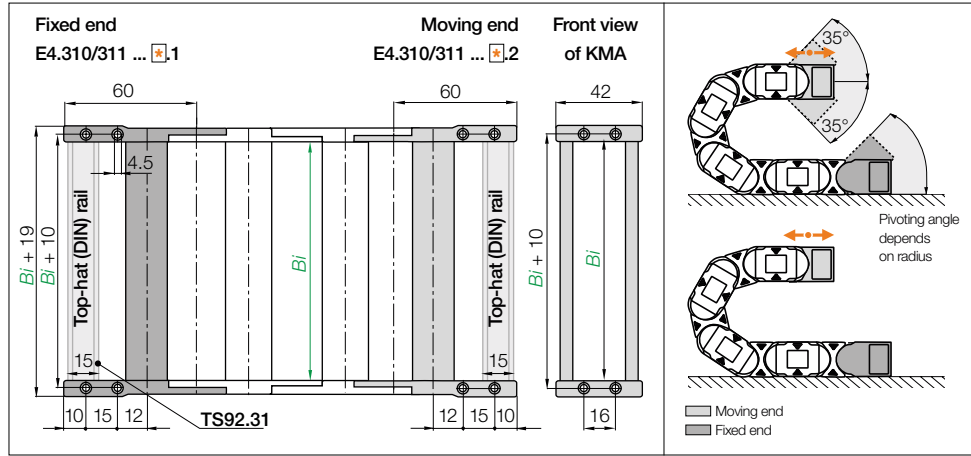 Fixed end
E4.310/311 ... *.1
Moving end
E4.310/311 ... *.2
Front view
of KMA
60
60
42
4.5
Bi + 19
Bi + 10
Top-hat (DIN) rail
Bi
Top-hat (DIN) rail
Bi + 10
Bi
15
15
10
15
12
TS92.31
12
15
10
16
35°
35°
Pivoting angle
depends
on radius
Moving end
Fixed end